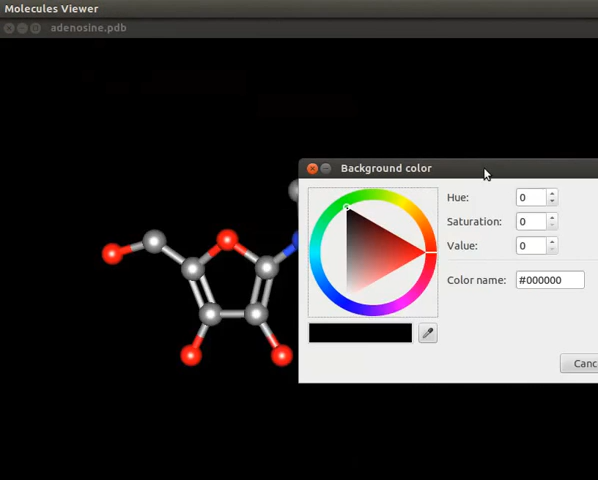 Molecules Viewer
adenosine.pdb
Background color
Hue: 0
Saturation: 0
Value: 0
Color name: #000000
Canc